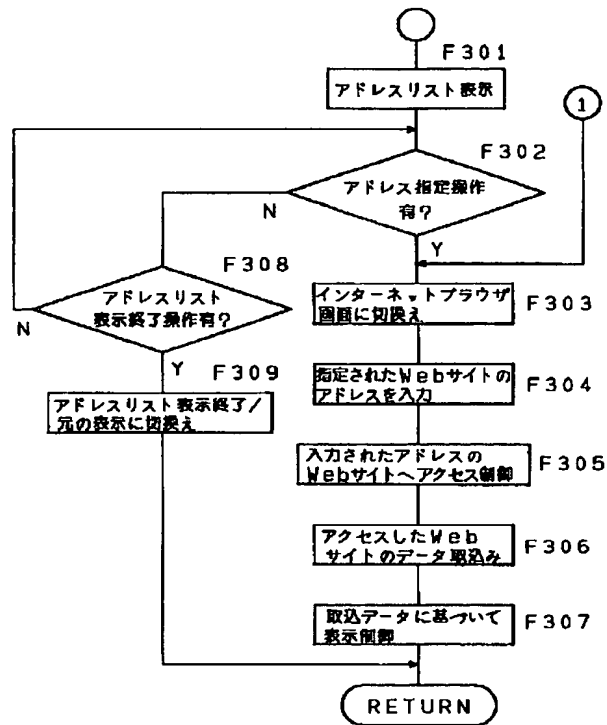 F301
アドレスリスト表示
1
F302
アドレス指定操作
有?
N
Y
F308
アドレスリスト
表示終了操作有?
N
Y
インターネットブラウザ
画面に切換え
F303
F309
アドレスリスト表示終了/
元の表示に切換え
指定されたWebサイトの
アドレスを入力
F304
入力されたアドレスの
Webサイトへアクセス制御
F305
アクセスしたWeb
サイトのデータ取込み
F306
取込データに基づいて
表示制御
F307
RETURN